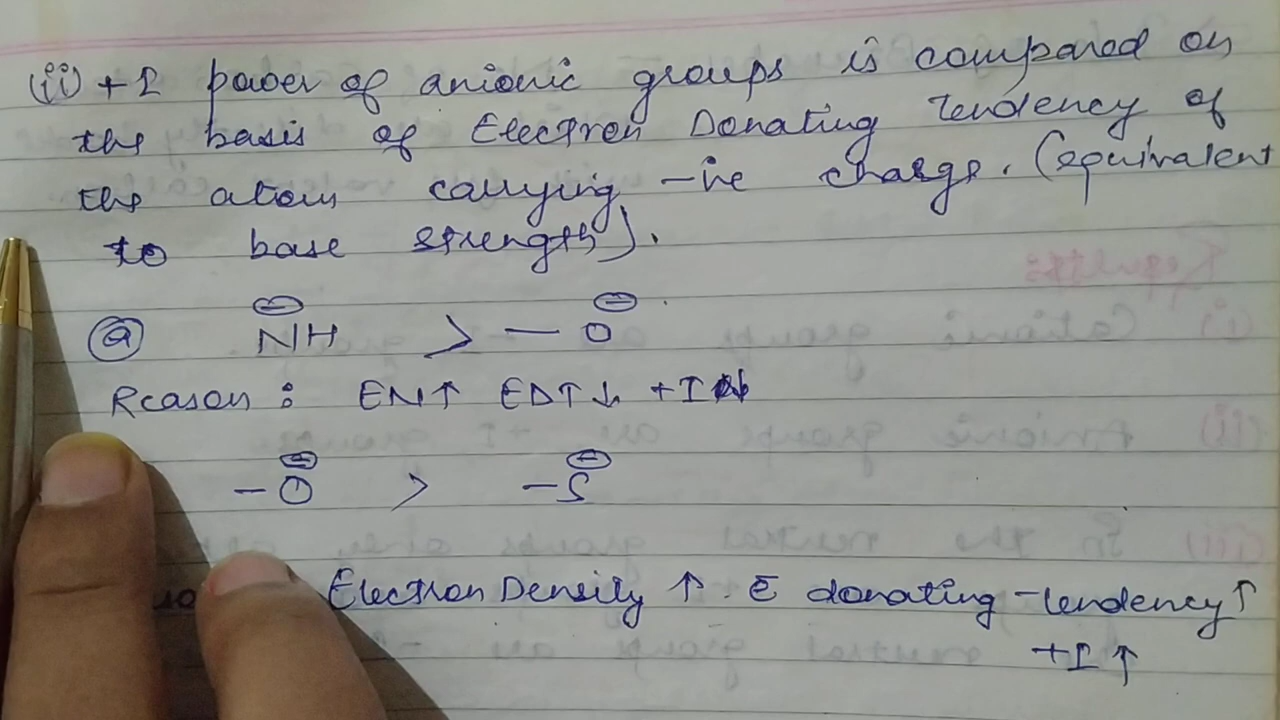 (ii) +I power of anionic groups is compared on
the basis of Electron Donating Tendency of
the atom carrying -ive charge. (equivalent
to base strength).
(a) ⊖NH > — O⊖
Reason : EN↑ EDT↓ +I↓
— O⊖ > — S⊖
Electron Density ↑. E donating -tendency↑
+I↑